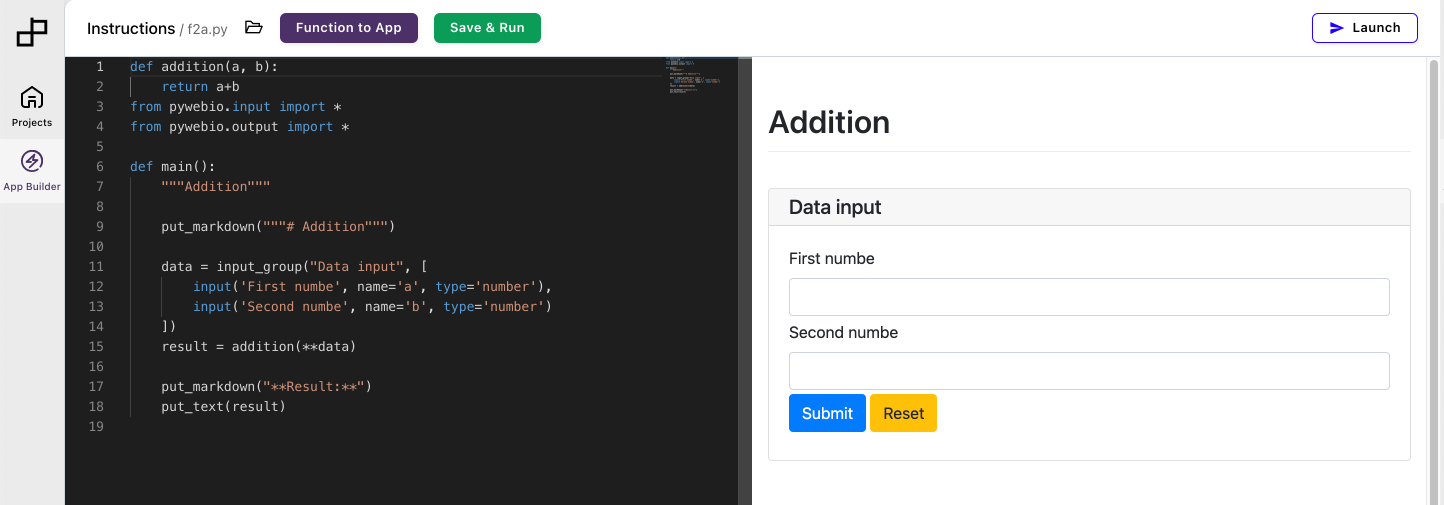 Instructions / f2a.py
Function to App
Save & Run
Launch
Projects
App Builder
1 def addition(a, b):
2     return a+b
3 from pywebio.input import *
4 from pywebio.output import *
5
6 def main():
7     """Addition"""
8
9     put_markdown("""# Addition""")
10
11     data = input_group("Data input", [
12         input('First numbe', name='a', type='number'),
13         input('Second numbe', name='b', type='number')
14     ])
15     result = addition(**data)
16
17     put_markdown("**Result:**")
18     put_text(result)
19
Addition
Data input
First numbe
Second numbe
Submit
Reset